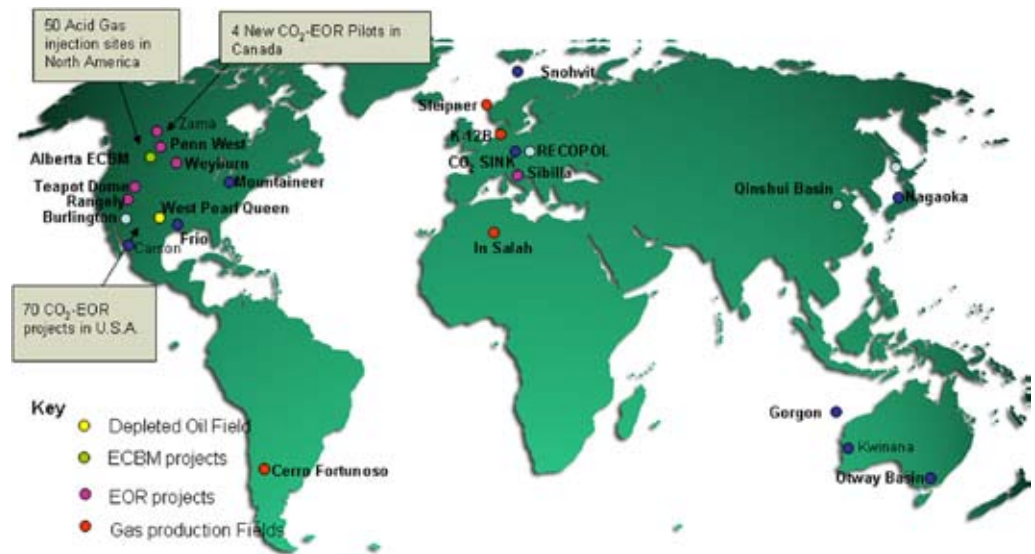 50 Acid Gas
injection sites in
North America
4 New CO₂-EOR Pilots in
Canada
Snohvit
Sleipner
Zama
K-12B
Penn West
Alberta ECBM
Weyburn
CO₂ SINK
RECOPOL
Sibilla
Teapot Dome
Mountaineer
Qinshui Basin
Rangely
Nagaoka
Burlington
West Pearl Queen
Frio
Carson
In Salah
70 CO₂-EOR
projects in U.S.A.
Key
Gorgon
Depleted Oil Field
Kwinana
ECBM projects
Cerro Fortunoso
Otway Basin
EOR projects
Gas production Fields